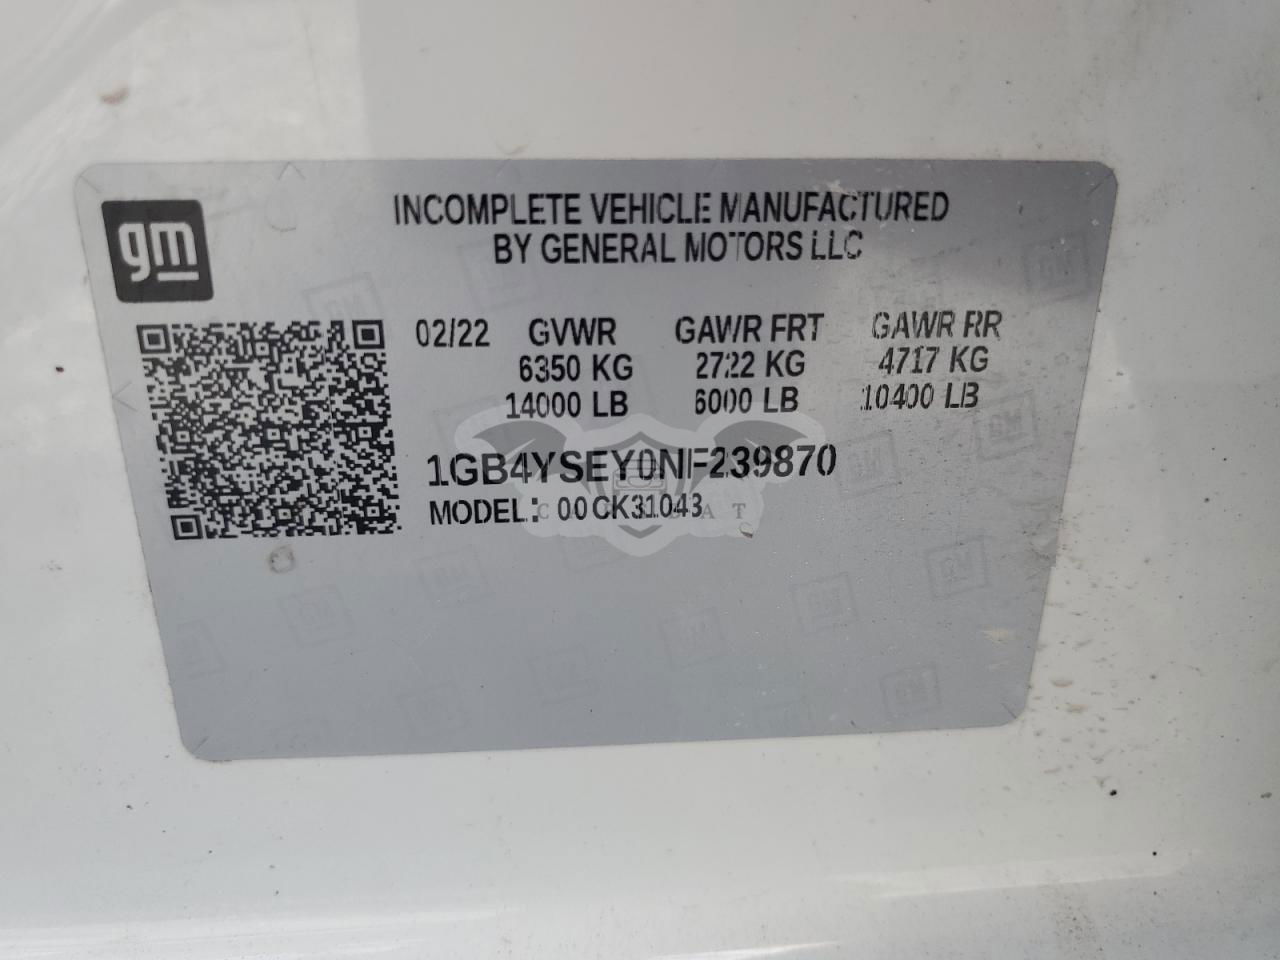 gm
INCOMPLETE VEHICLE MANUFACTURED
BY GENERAL MOTORS LLC
02/22 GVWR GAWR FRT GAWR RR
6350 KG 2722 KG 4717 KG
14000 LB 6000 LB 10400 LB
1GB4YSEY0NF239870
MODEL: 00CK31043